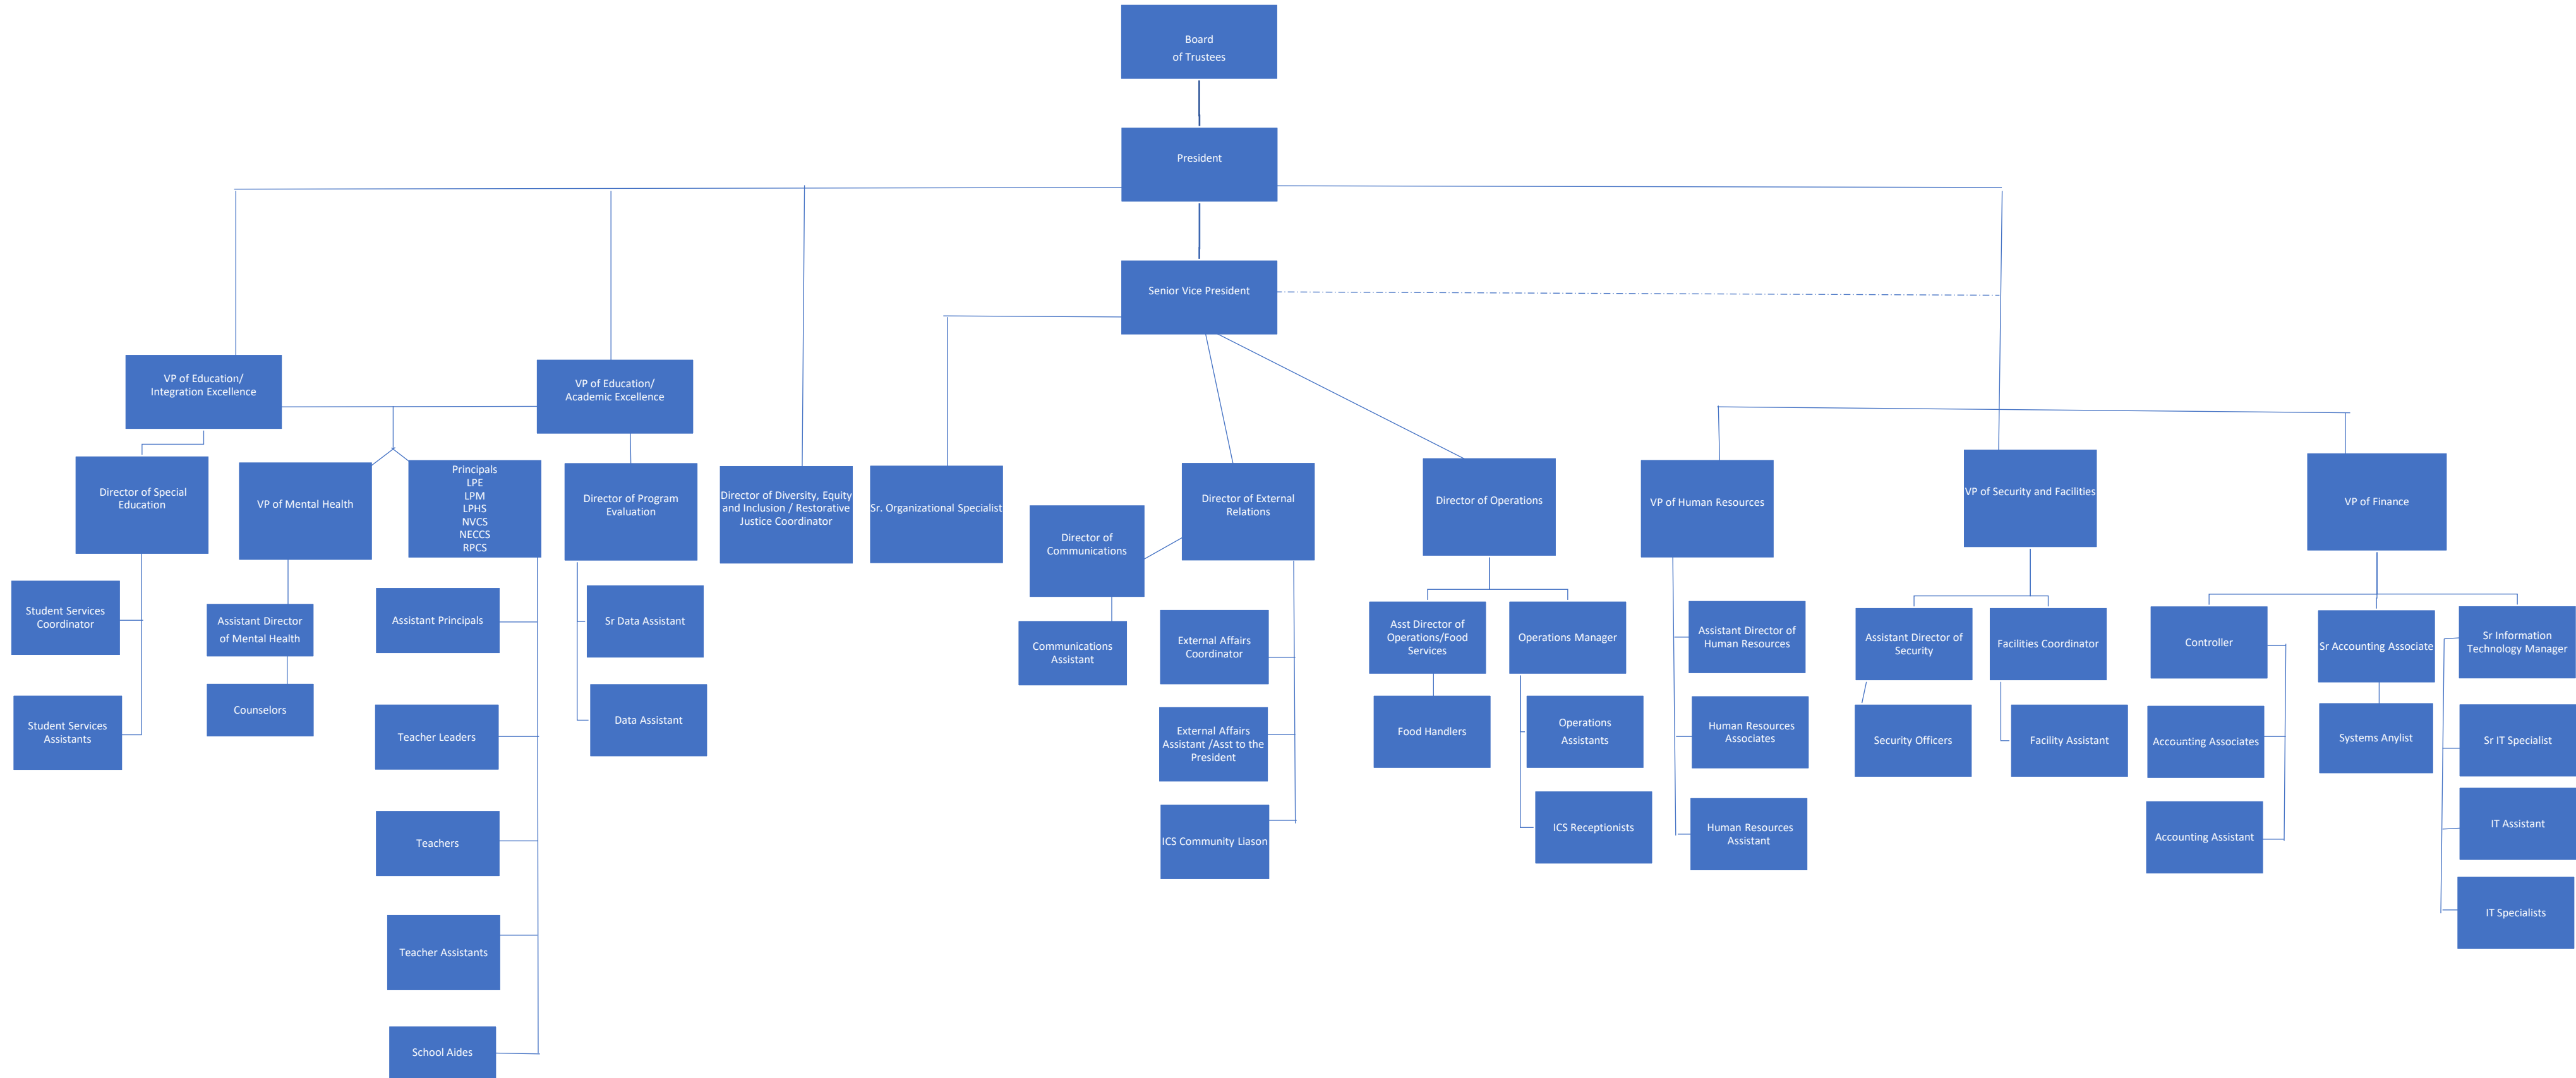 Board
of Trustees
President
Senior Vice President
VP of Education/
Integration Excellence
VP of Education/
Academic Excellence
Director of Special
Education
VP of Mental Health
Principals
LPE
LPM
LPHS
NVCS
NECCS
RPCS
Director of Program
Evaluation
Director of Diversity, Equity
and Inclusion / Restorative
Justice Coordinator
Sr. Organizational Specialist
Director of
Communications
Director of External
Relations
Director of Operations
VP of Human Resources
VP of Security and Facilities
VP of Finance
Student Services
Coordinator
Student Services
Assistants
Assistant Director
of Mental Health
Counselors
Assistant Principals
Teacher Leaders
Teachers
Teacher Assistants
School Aides
Sr Data Assistant
Data Assistant
Communications
Assistant
External Affairs
Coordinator
External Affairs
Assistant /Asst to the
President
ICS Community Liason
Asst Director of
Operations/Food
Services
Food Handlers
Operations Manager
Operations
Assistants
ICS Receptionists
Assistant Director of
Human Resources
Human Resources
Associates
Human Resources
Assistant
Assistant Director of
Security
Security Officers
Facilities Coordinator
Facility Assistant
Controller
Accounting Associates
Accounting Assistant
Sr Accounting Associate
Systems Anylist
Sr Information
Technology Manager
Sr IT Specialist
IT Assistant
IT Specialists